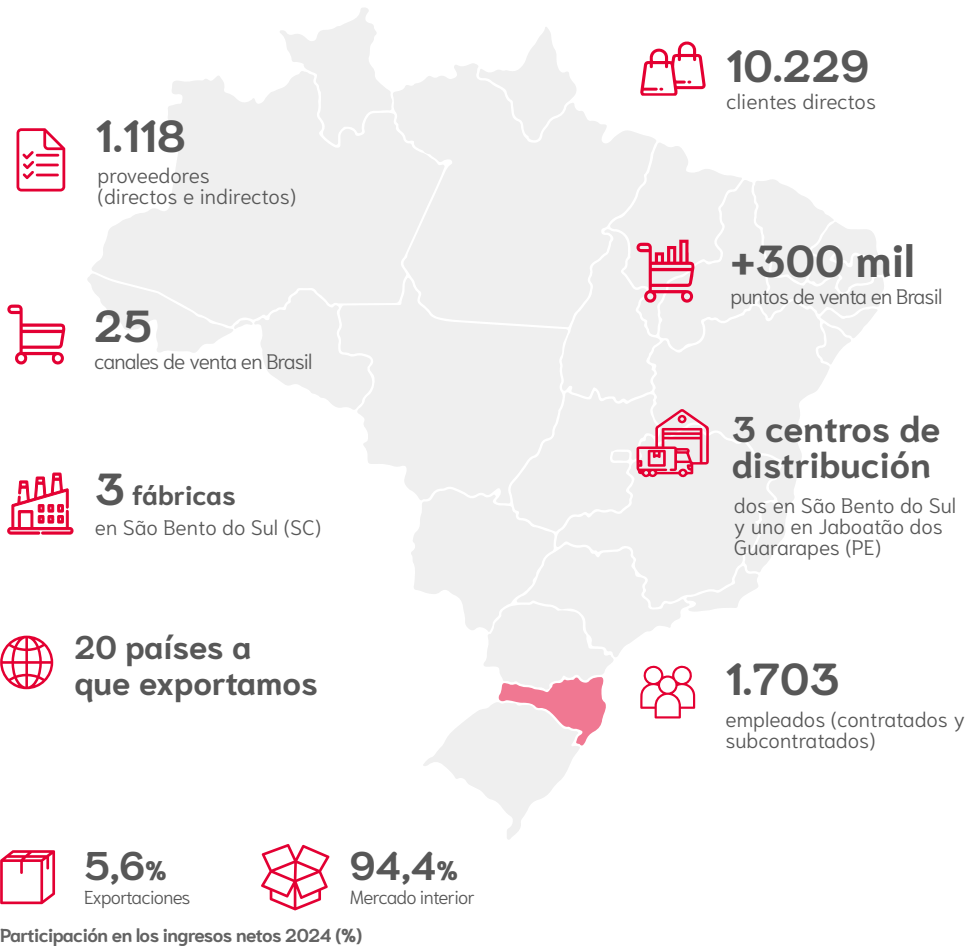 1.118
proveedores
(directos e indirectos)
25
canales de venta en Brasil
3 fábricas
en São Bento do Sul (SC)
20 países a
que exportamos
10.229
clientes directos
+300 mil
puntos de venta en Brasil
3 centros de
distribución
dos en São Bento do Sul
y uno en Jaboatão dos
Guararapes (PE)
1.703
empleados (contratados y
subcontratados)
5,6%
Exportaciones
94,4%
Mercado interior
Participación en los ingresos netos 2024 (%)